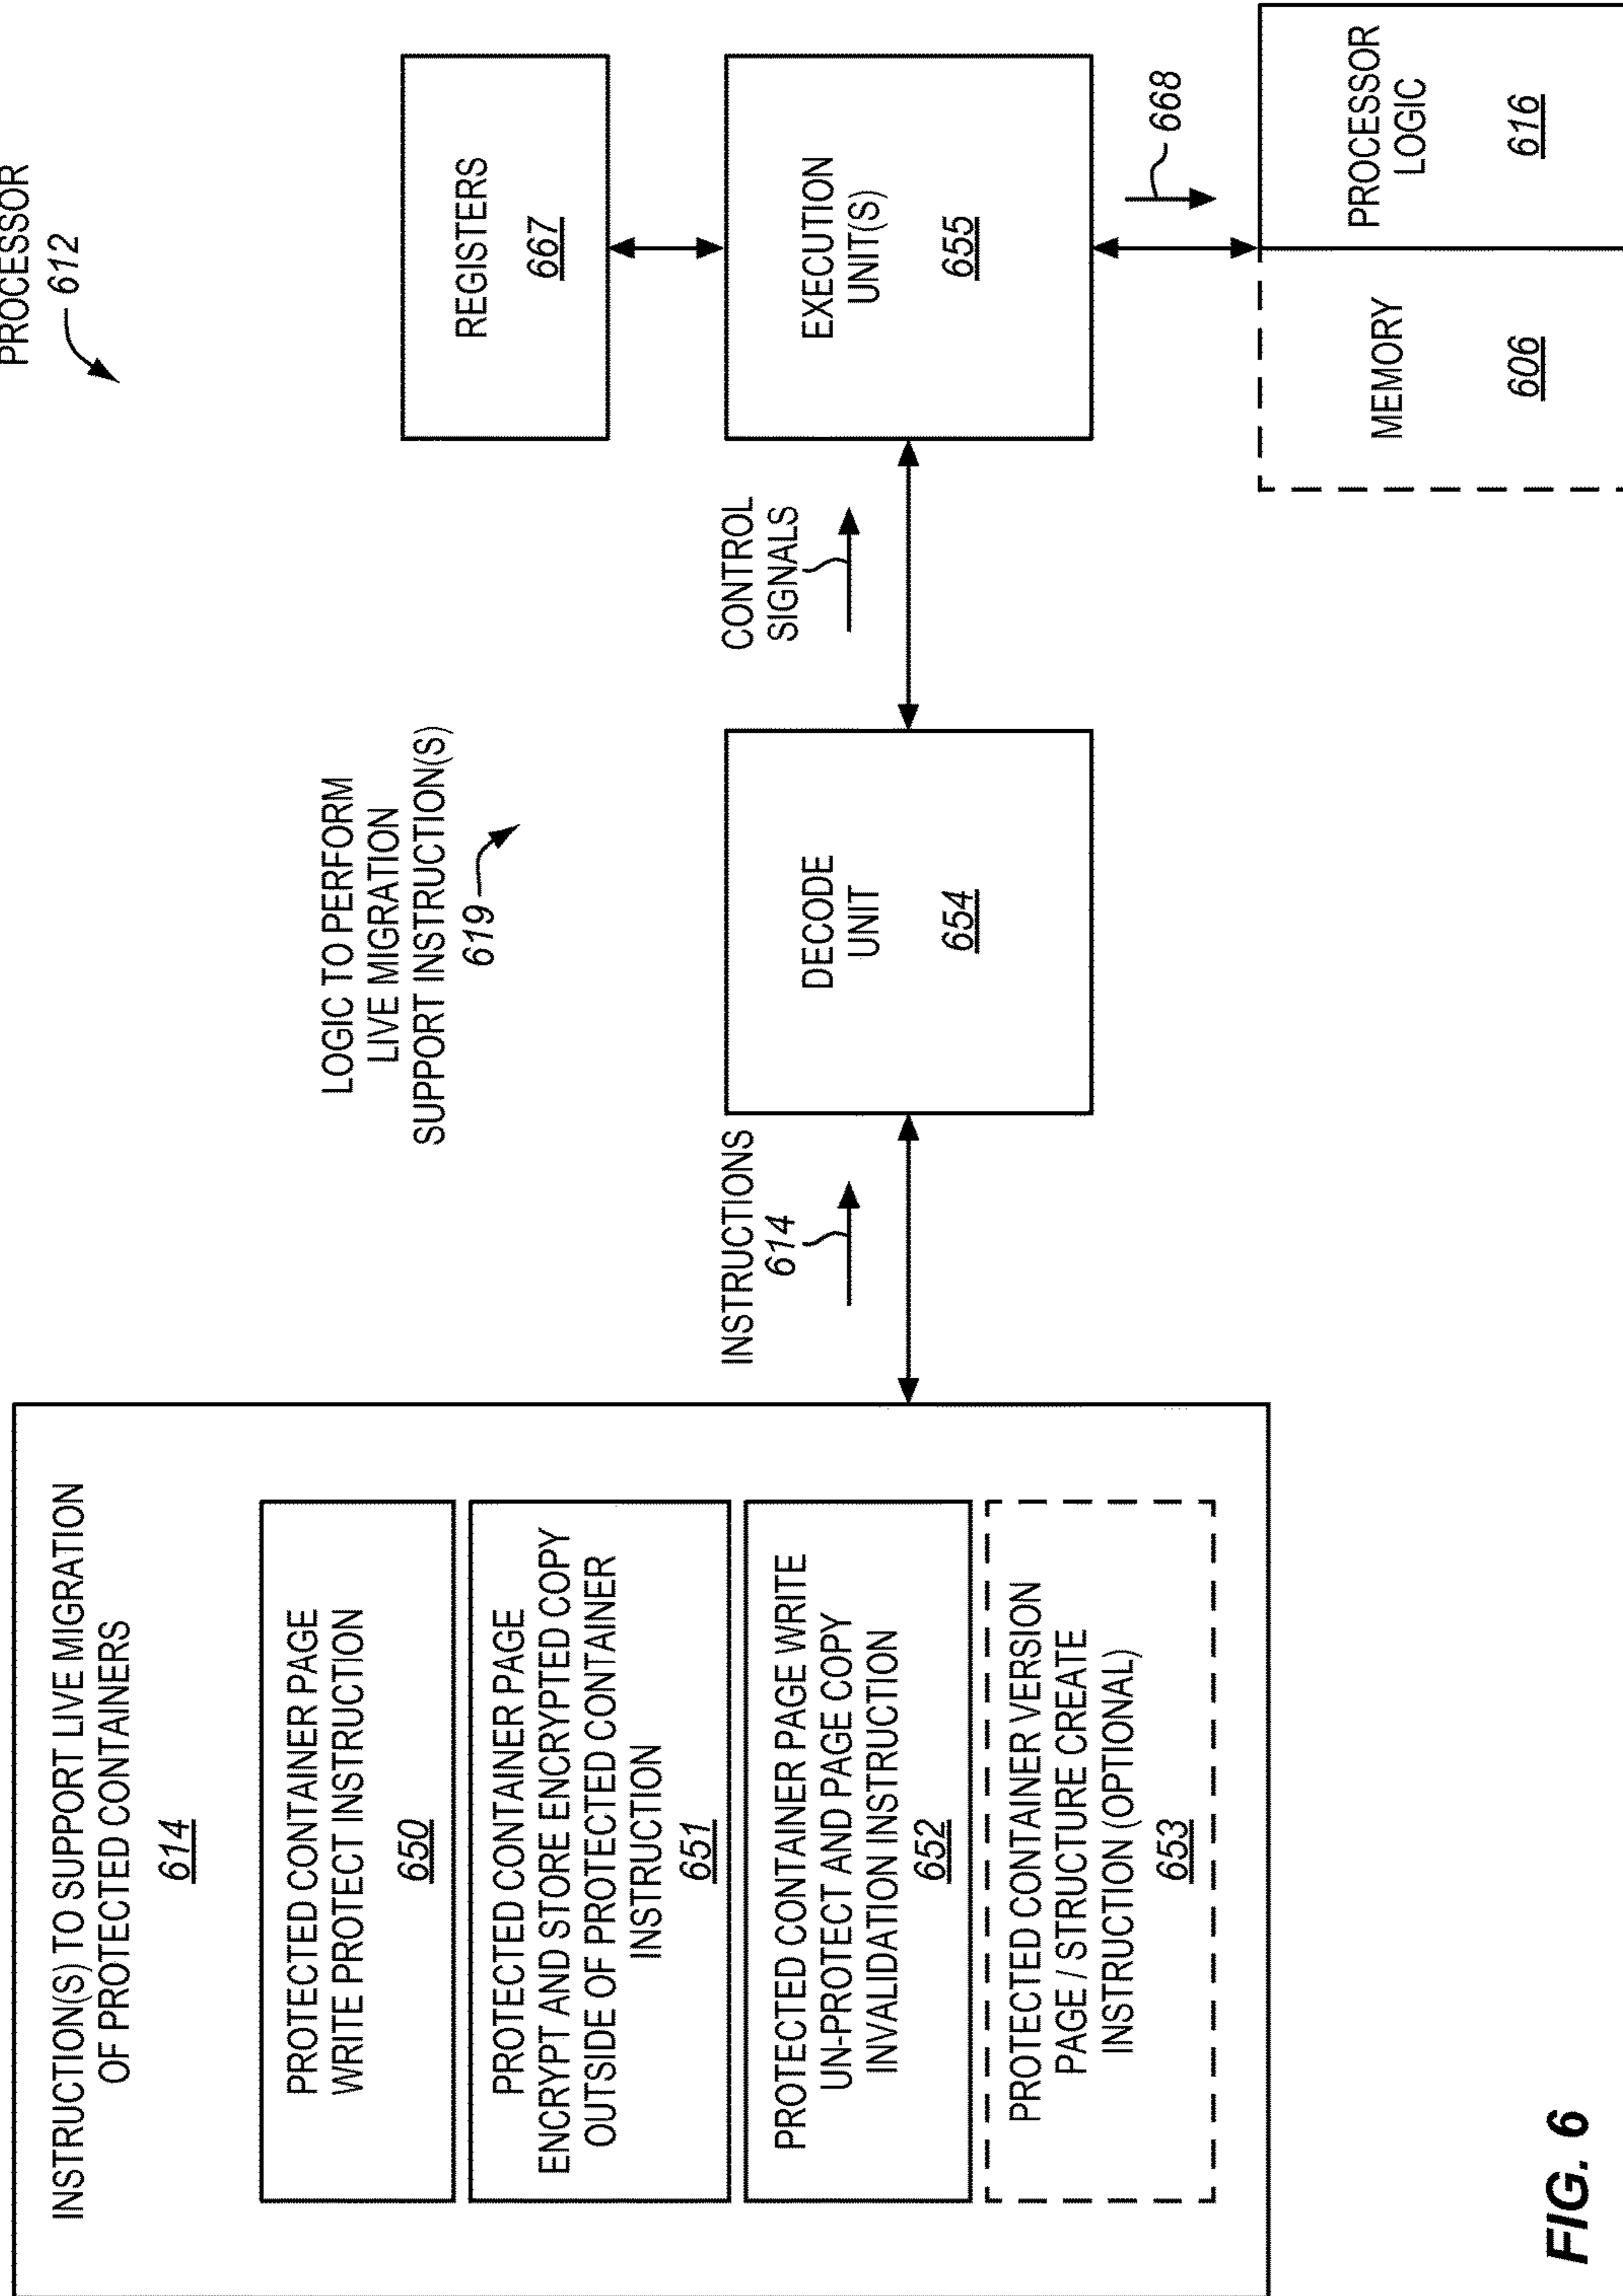 PROCESSOR
612
INSTRUCTION(S) TO SUPPORT LIVE MIGRATION
OF PROTECTED CONTAINERS
614
PROTECTED CONTAINER PAGE
WRITE PROTECT INSTRUCTION
650
PROTECTED CONTAINER PAGE
ENCRYPT AND STORE ENCRYPTED COPY
OUTSIDE OF PROTECTED CONTAINER
INSTRUCTION
651
PROTECTED CONTAINER PAGE WRITE
UN-PROTECT AND PAGE COPY
INVALIDATION INSTRUCTION
652
PROTECTED CONTAINER VERSION
PAGE / STRUCTURE CREATE
INSTRUCTION (OPTIONAL)
653
INSTRUCTIONS
614
LOGIC TO PERFORM
LIVE MIGRATION
SUPPORT INSTRUCTION(S)
619
DECODE
UNIT
654
CONTROL
SIGNALS
REGISTERS
667
EXECUTION
UNIT(S)
655
668
MEMORY
606
PROCESSOR
LOGIC
616
FIG. 6